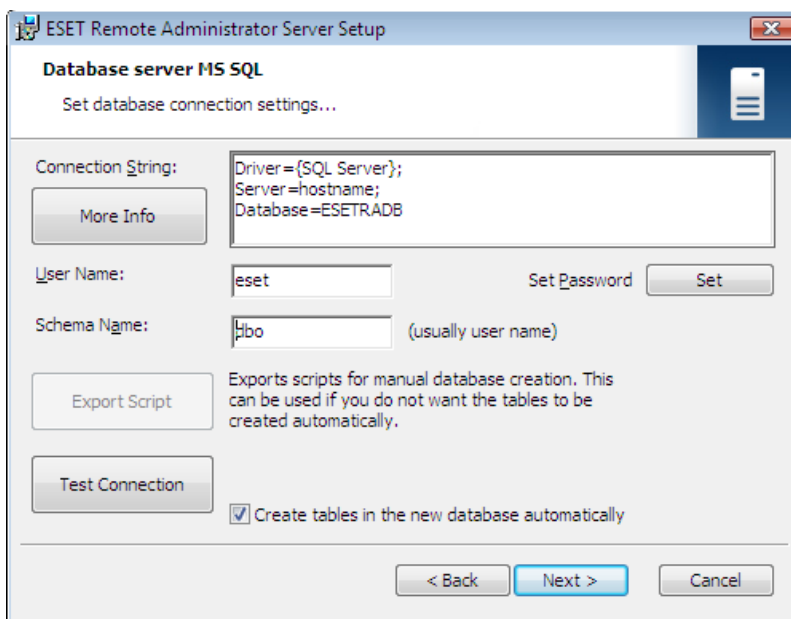 ESET Remote Administrator Server Setup
Database server MS SQL
Set database connection settings...
Connection String:
Driver={SQL Server};
Server=hostname;
Database=ESETRADB
More Info
User Name:
eset
Set Password
Set
Schema Name:
dbo
(usually user name)
Export Script
Exports scripts for manual database creation. This
can be used if you do not want the tables to be
created automatically.
Test Connection
Create tables in the new database automatically
< Back
Next >
Cancel